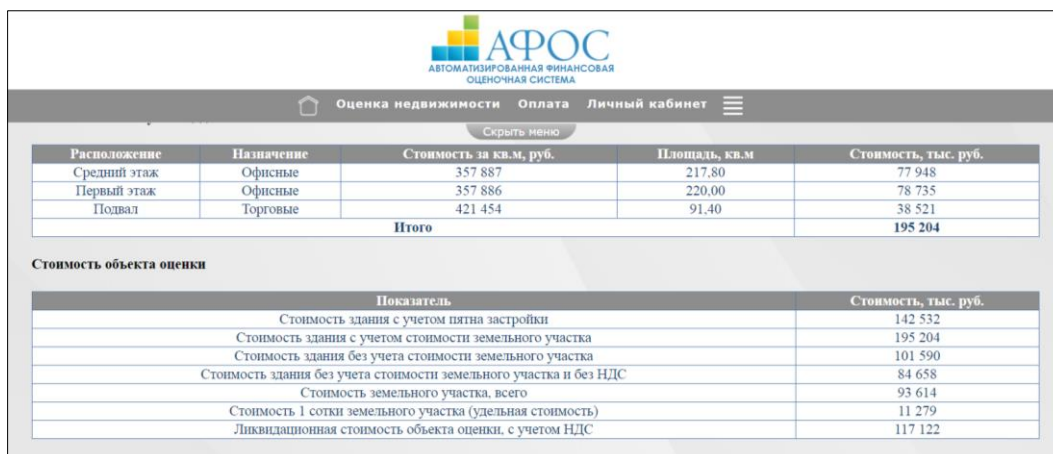 АФОС
АВТОМАТИЗИРОВАННАЯ ФИНАНСОВАЯ
ОЦЕНОЧНАЯ СИСТЕМА
Оценка недвижимости Оплата Личный кабинет
Скрыть меню
Расположение Назначение Стоимость за кв.м, руб. Площадь, кв.м Стоимость, тыс. руб.
Средний этаж Офисные 357 887 217,80 77 948
Первый этаж Офисные 357 886 220,00 78 735
Подвал Торговые 421 454 91,40 38 521
Итого 195 204
Стоимость объекта оценки
Показатель Стоимость, тыс. руб.
Стоимость здания с учетом пятна застройки 142 532
Стоимость здания с учетом стоимости земельного участка 195 204
Стоимость здания без учета стоимости земельного участка 101 590
Стоимость здания без учета стоимости земельного участка и без НДС 84 658
Стоимость земельного участка, всего 93 614
Стоимость 1 сотки земельного участка (удельная стоимость) 11 279
Ликвидационная стоимость объекта оценки, с учетом НДС 117 122